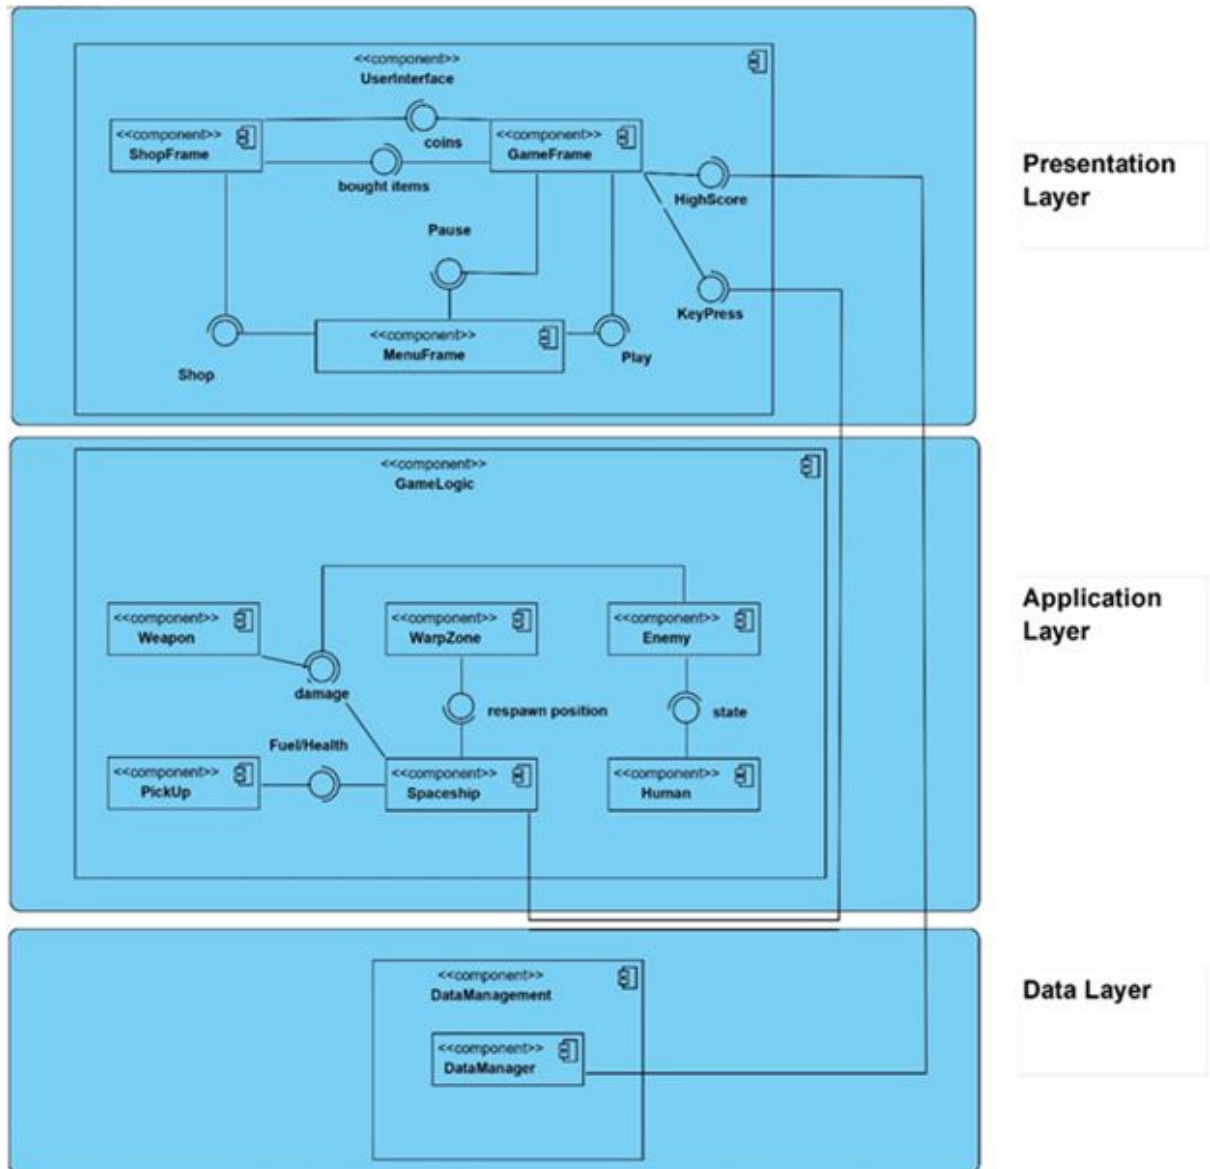 <<component>>
UserInterface
<<component>>
ShopFrame
coins
<<component>>
GameFrame
bought items
HighScore
Pause
KeyPress
<<component>>
MenuFrame
Play
Shop
Presentation
Layer
<<component>>
GameLogic
<<component>>
Weapon
<<component>>
WarpZone
<<component>>
Enemy
damage
respawn position
state
Fuel/Health
<<component>>
PickUp
<<component>>
Spaceship
<<component>>
Human
Application
Layer
<<component>>
DataManagement
<<component>>
DataManager
Data Layer